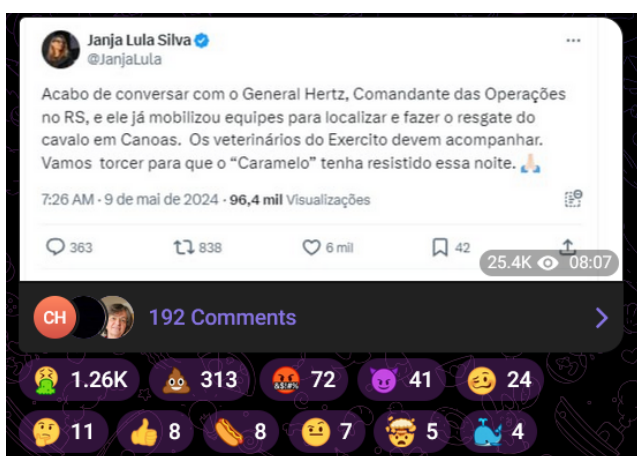 Janja Lula Silva
@JanjaLula
Acabo de conversar com o General Hertz, Comandante das Operações
no RS, e ele já mobilizou equipes para localizar e fazer o resgate do
cavalo em Canoas. Os veterinários do Exercito devem acompanhar.
Vamos torcer para que o “Caramelo” tenha resistido essa noite. 🙏🏻
7:26 AM · 9 de mai de 2024 · 96,4 mil Visualizações
363 838 6 mil 42
25.4K 08:07
CH 192 Comments
🤮 1.26K 💩 313 🤬 72 😈 41 🥴 24
🤔 11 👍 8 🌭 8 🤨 7 🤯 5 🐳 4